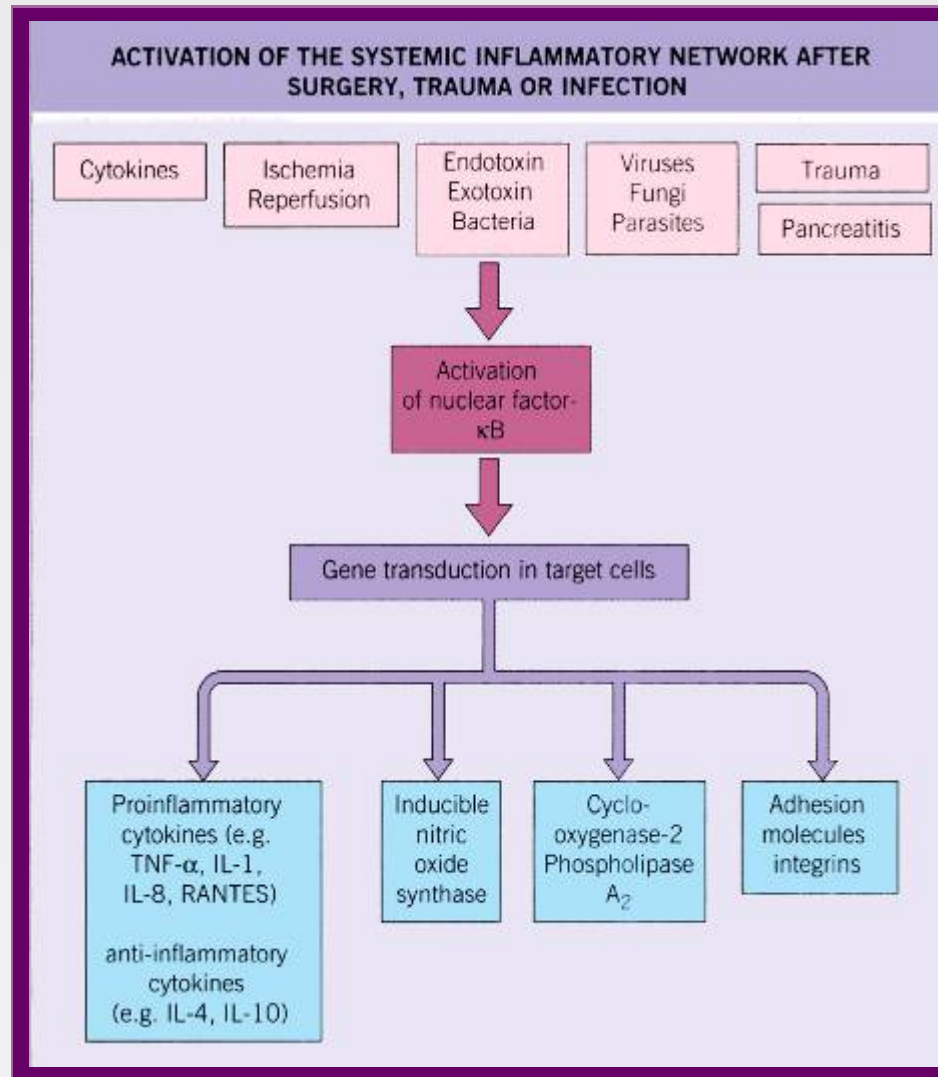 ACTIVATION OF THE SYSTEMIC INFLAMMATORY NETWORK AFTER
SURGERY, TRAUMA OR INFECTION
Cytokines
Ischemia
Reperfusion
Endotoxin
Exotoxin
Bacteria
Viruses
Fungi
Parasites
Trauma
Pancreatitis
Activation
of nuclear factor-
κB
Gene transduction in target cells
Proinflammatory
cytokines (e.g.
TNF-α, IL-1,
IL-8, RANTES)
anti-inflammatory
cytokines
(e.g. IL-4, IL-10)
Inducible
nitric
oxide
synthase
Cyclo-
oxygenase-2
Phospholipase
A₂
Adhesion
molecules
integrins